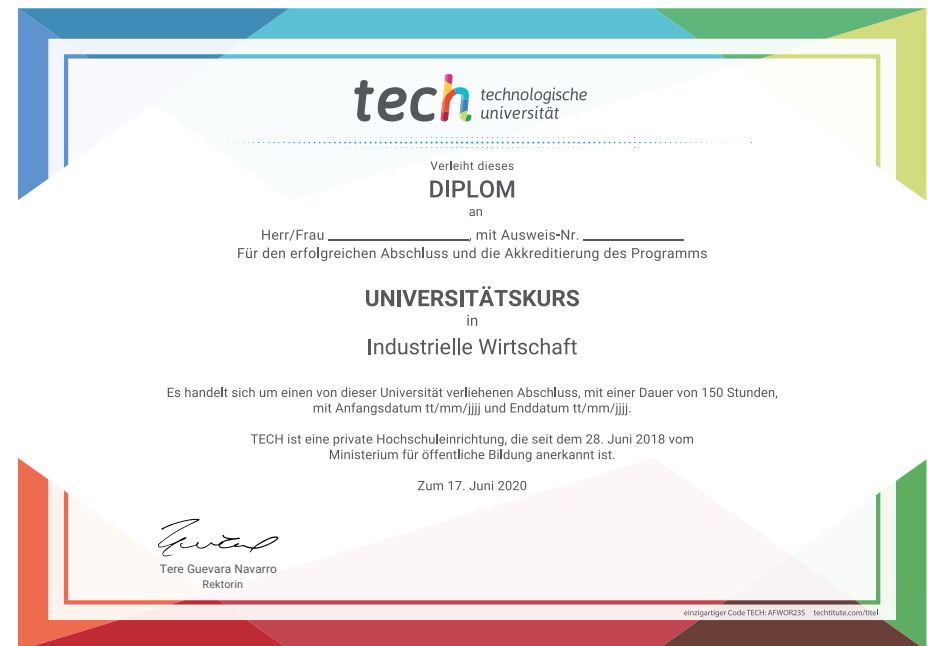 tech technologische
universität
Verleiht dieses
DIPLOM
an
Herr/Frau ____________, mit Ausweis-Nr. ____________
Für den erfolgreichen Abschluss und die Akkreditierung des Programms
UNIVERSITÄTSKURS
in
Industrielle Wirtschaft
Es handelt sich um einen von dieser Universität verliehenen Abschluss, mit einer Dauer von 150 Stunden,
mit Anfangsdatum tt/mm/jjjj und Enddatum tt/mm/jjjj.
TECH ist eine private Hochschuleinrichtung, die seit dem 28. Juni 2018 vom
Ministerium für öffentliche Bildung anerkannt ist.
Zum 17. Juni 2020
Tere Guevara Navarro
Rektorin
einzigartiger Code TECH: AFWOR235 techtitute.com/titel